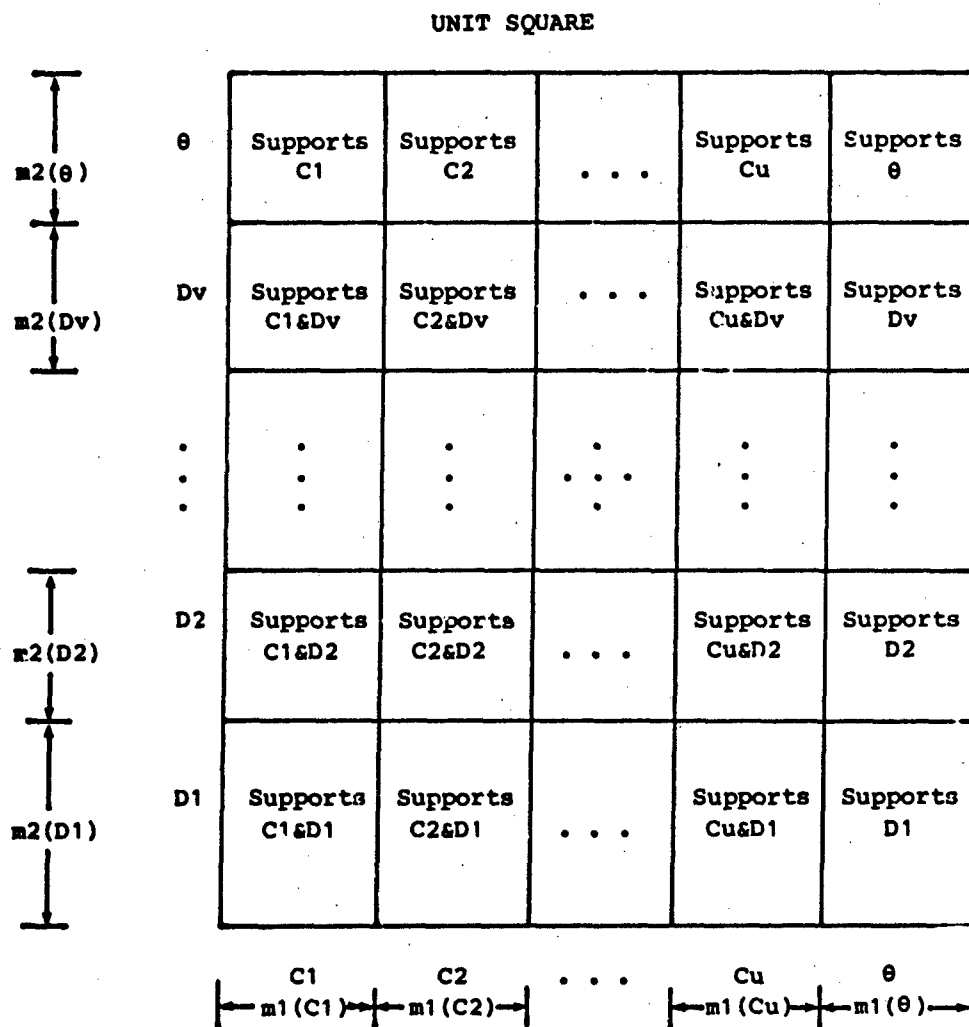 UNIT SQUARE
m2(θ)
θ
Supports C1
Supports C2
. . .
Supports Cu
Supports θ
m2(Dv)
Dv
Supports C1&Dv
Supports C2&Dv
. . .
Supports Cu&Dv
Supports Dv
m2(D2)
D2
Supports C1&D2
Supports C2&D2
. . .
Supports Cu&D2
Supports D2
m2(D1)
D1
Supports C1&D1
Supports C2&D1
. . .
Supports Cu&D1
Supports D1
C1 C2 . . . Cu θ
m1(C1) m1(C2) m1(Cu) m1(θ)